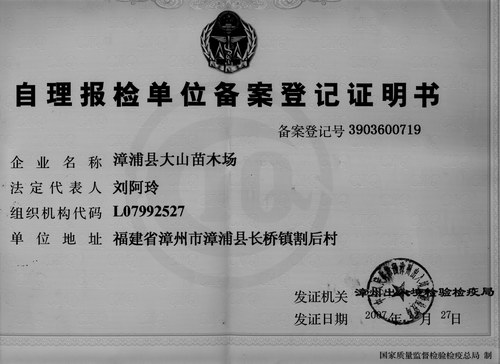 自理报检单位备案登记证明书
备案登记号 3903600719
企业名称 漳浦县大山苗木场
法定代表人 刘阿玲
组织机构代码 L07992527
单位地址 福建省漳州市漳浦县长桥镇割后村
发证机关 漳州出入境检验检疫局
发证日期 2007年 月27日
国家质量监督检验检疫总局 制